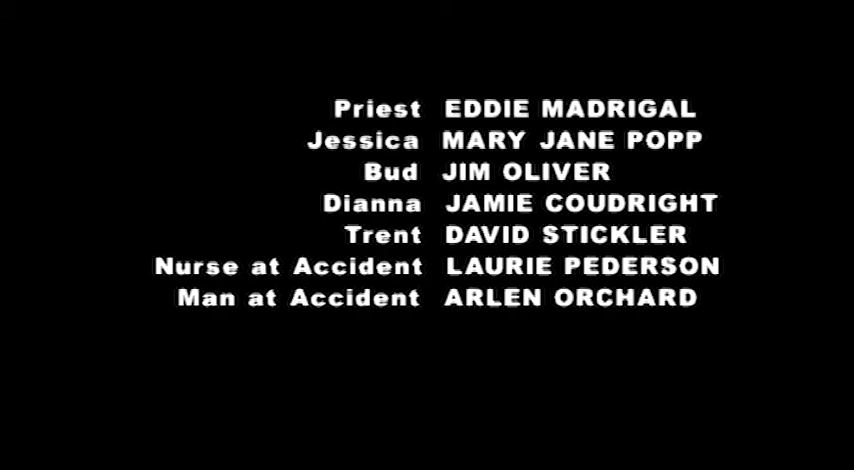 Priest EDDIE MADRIGAL
Jessica MARY JANE POPP
Bud JIM OLIVER
Dianna JAMIE COUDRIGHT
Trent DAVID STICKLER
Nurse at Accident LAURIE PEDERSON
Man at Accident ARLEN ORCHARD